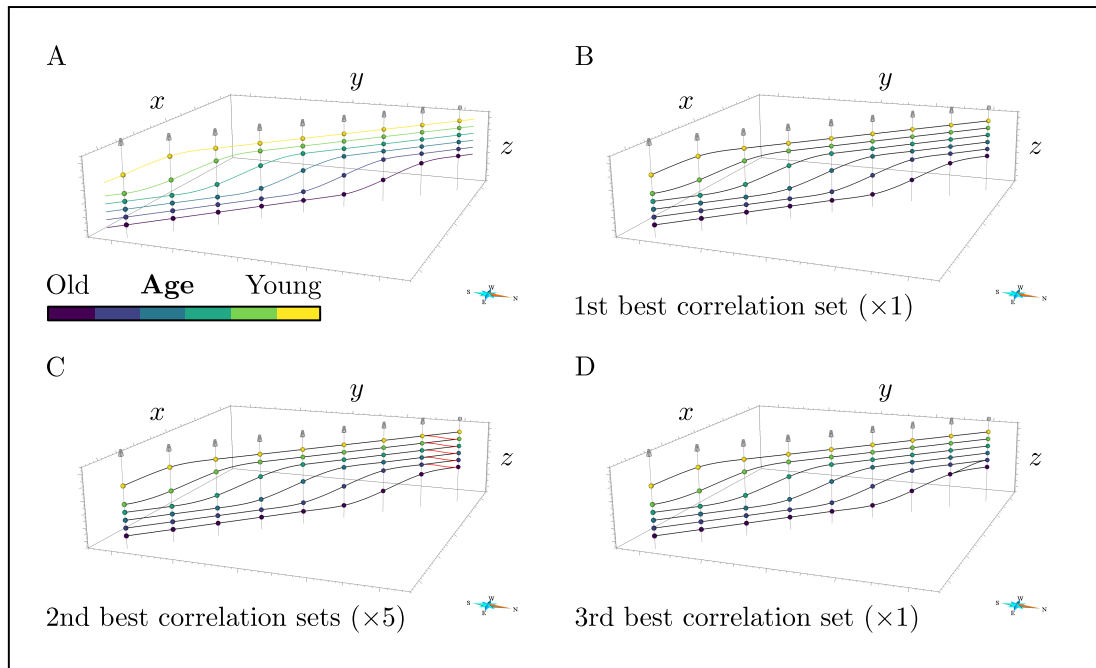 A
x
y
z
Old Age Young
S W E N
B
x
y
z
1st best correlation set (×1)
S W E N
C
x
y
z
2nd best correlation sets (×5)
S W E N
D
x
y
z
3rd best correlation set (×1)
S W E N